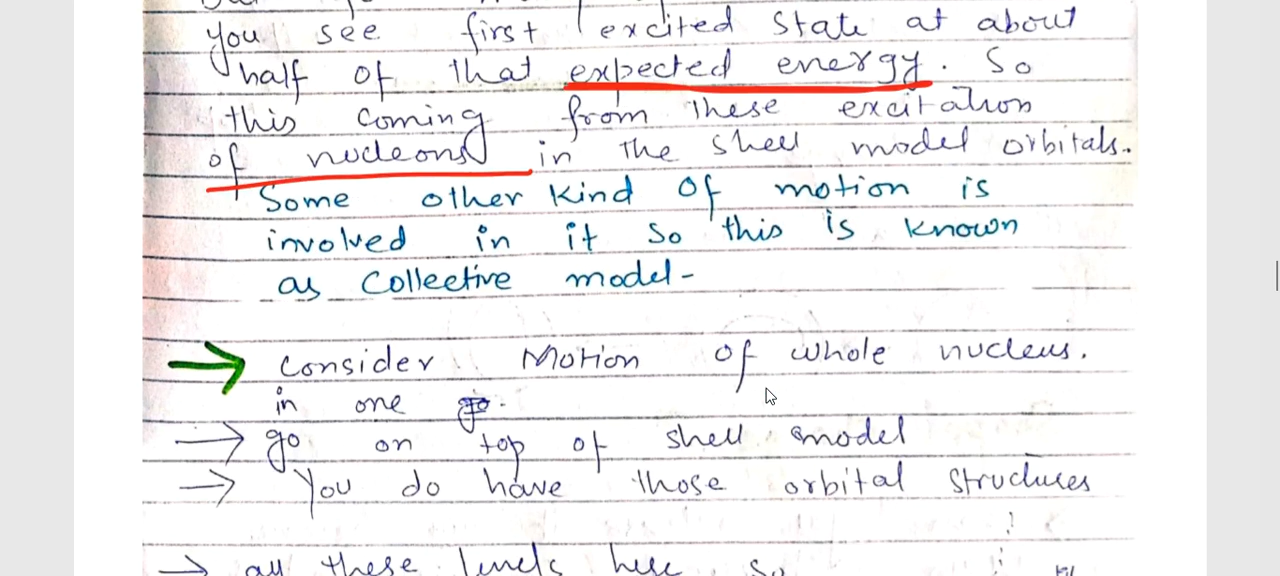 you see first excited state at about
half of that expected energy. So
this coming from these excitation
of nucleons in the shell model orbitals.
Some other kind of motion is
involved in it so this is known
as Collective model-
→ Consider Motion of whole nucleus.
in one
→ go on top of shell model
→ You do have those orbital structures
→ all these levels here. So